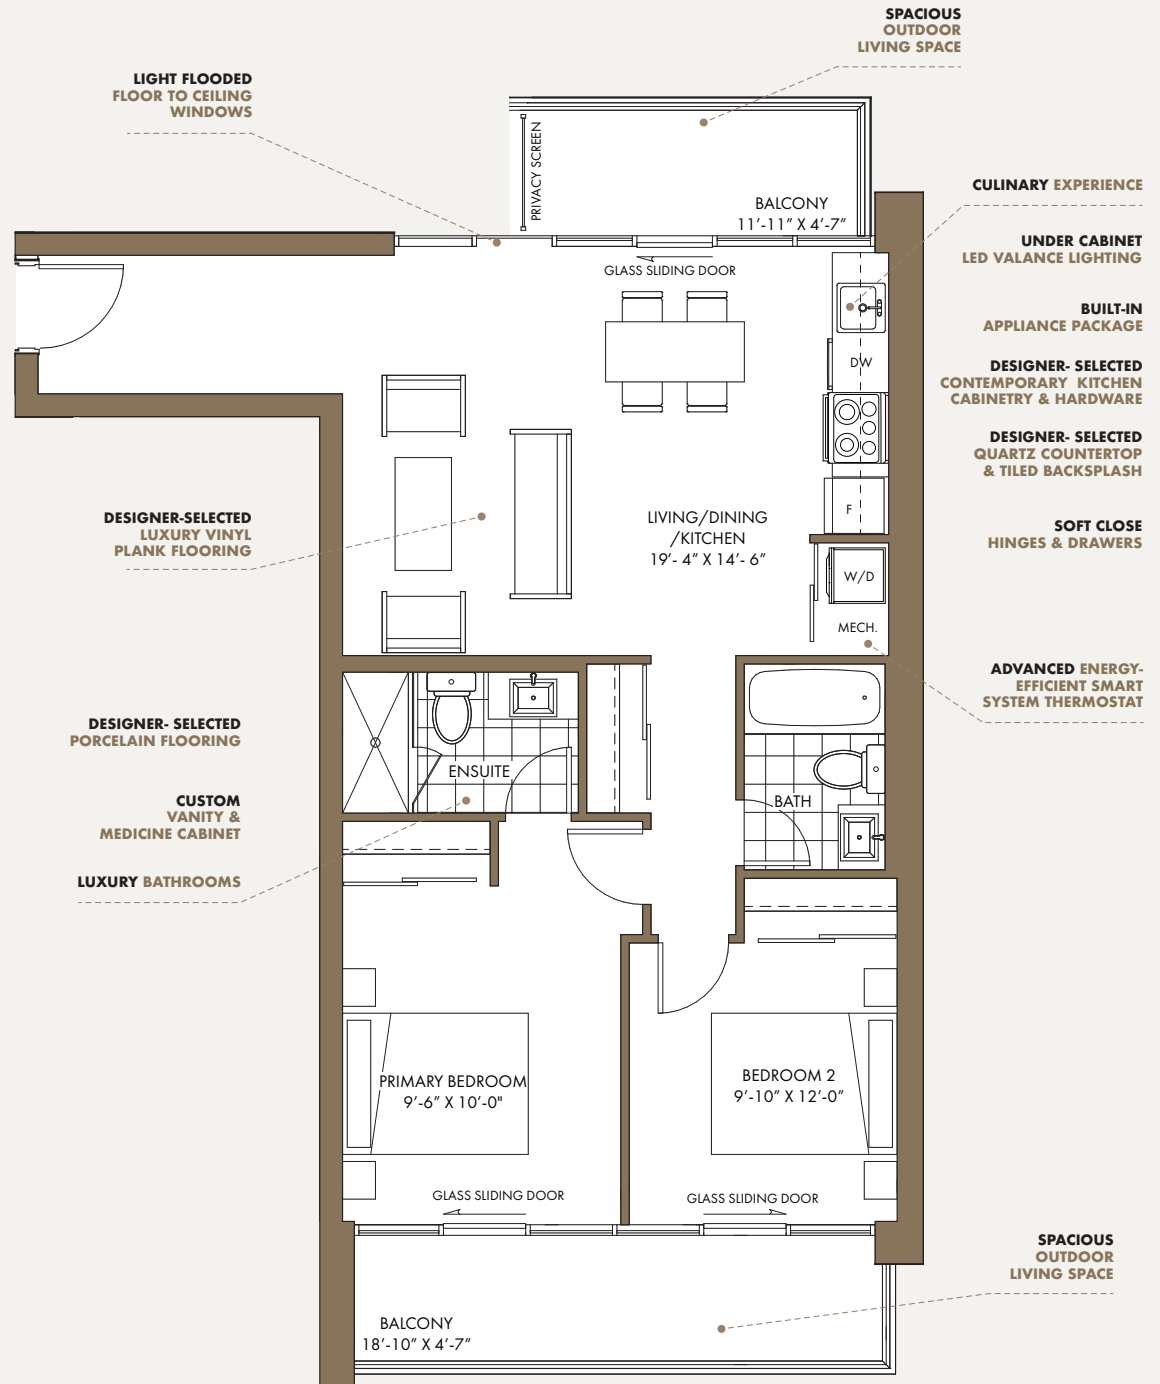 SPACIOUS
OUTDOOR
LIVING SPACE
LIGHT FLOODED
FLOOR TO CEILING
WINDOWS
PRIVACY SCREEN
BALCONY
11'-11" X 4'-7"
GLASS SLIDING DOOR
CULINARY EXPERIENCE
UNDER CABINET
LED VALANCE LIGHTING
BUILT-IN
APPLIANCE PACKAGE
DESIGNER- SELECTED
CONTEMPORARY KITCHEN
CABINETRY & HARDWARE
DESIGNER- SELECTED
QUARTZ COUNTERTOP
& TILED BACKSPLASH
SOFT CLOSE
HINGES & DRAWERS
DW
F
W/D
MECH.
LIVING/DINING
/KITCHEN
19'- 4" X 14'- 6"
DESIGNER-SELECTED
LUXURY VINYL
PLANK FLOORING
ADVANCED ENERGY-
EFFICIENT SMART
SYSTEM THERMOSTAT
DESIGNER- SELECTED
PORCELAIN FLOORING
CUSTOM
VANITY &
MEDICINE CABINET
LUXURY BATHROOMS
ENSUITE
BATH
PRIMARY BEDROOM
9'-6" X 10'-0"
BEDROOM 2
9'-10" X 12'-0"
GLASS SLIDING DOOR
GLASS SLIDING DOOR
SPACIOUS
OUTDOOR
LIVING SPACE
BALCONY
18'-10" X 4'-7"